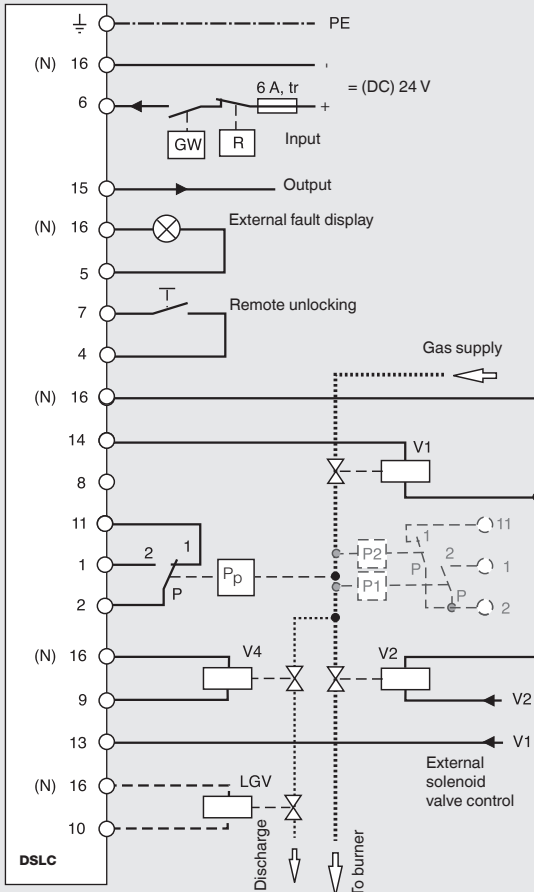 PE
(N) 16 -
6 A, tr = (DC) 24 V
6 +
GW R Input
15 Output
(N) 16 External fault display
5
7 Remote unlocking
4
Gas supply
(N) 16
14 V1
8
11 1 11
1 2 1 Pp P2 1 2 1
2 P P1 P P 2
(N) 16 V4 V2
9 V2
13 V1
External
solenoid
valve control
(N) 16 LGV
10
DSLC
Discharge
To burner